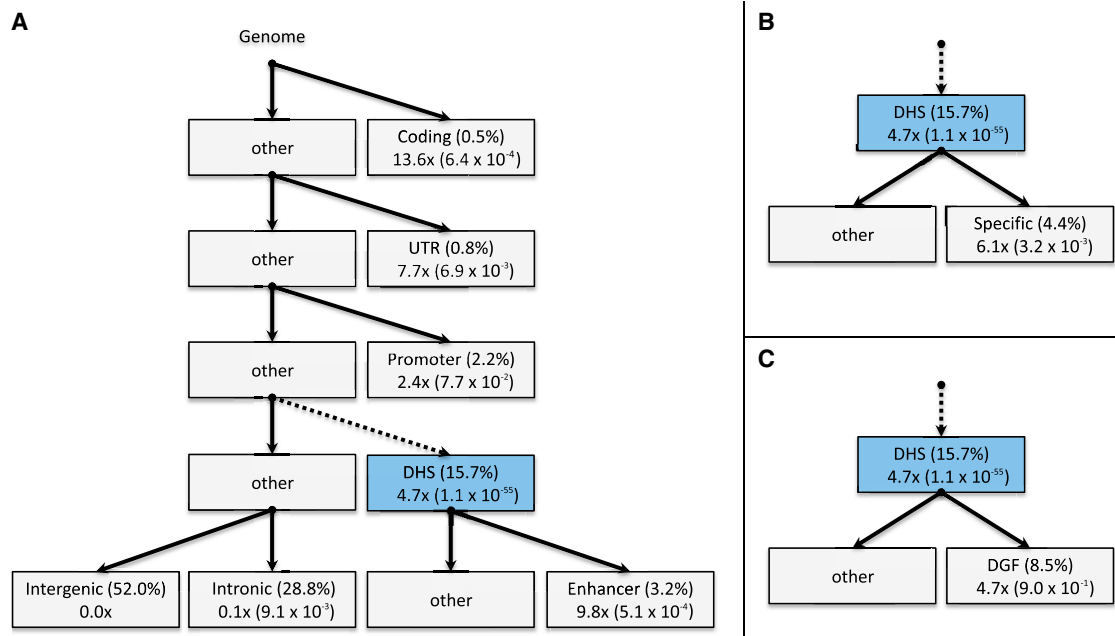 A
Genome
other
Coding (0.5%)
13.6x (6.4 x 10⁻⁴)
other
UTR (0.8%)
7.7x (6.9 x 10⁻³)
other
Promoter (2.2%)
2.4x (7.7 x 10⁻²)
other
DHS (15.7%)
4.7x (1.1 x 10⁻⁵⁵)
Intergenic (52.0%)
0.0x
Intronic (28.8%)
0.1x (9.1 x 10⁻³)
other
Enhancer (3.2%)
9.8x (5.1 x 10⁻⁴)
B
DHS (15.7%)
4.7x (1.1 x 10⁻⁵⁵)
other
Specific (4.4%)
6.1x (3.2 x 10⁻³)
C
DHS (15.7%)
4.7x (1.1 x 10⁻⁵⁵)
other
DGF (8.5%)
4.7x (9.0 x 10⁻¹)